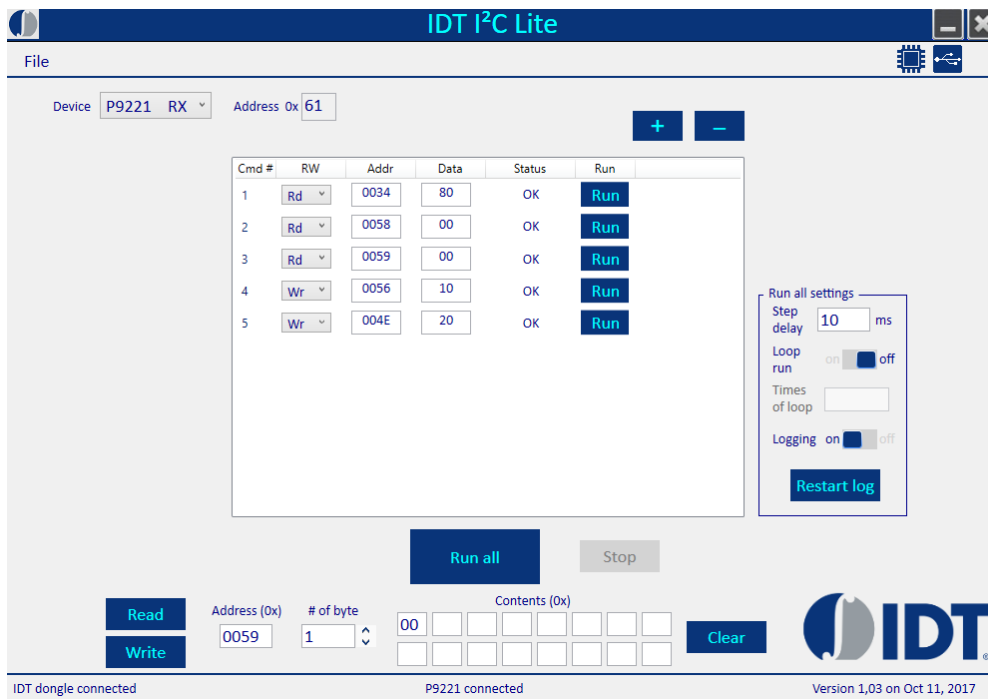 IDT I²C Lite
File
Device P9221 RX Address 0x 61
+ –
Cmd # RW Addr Data Status Run
1 Rd 0034 80 OK Run
2 Rd 0058 00 OK Run
3 Rd 0059 00 OK Run
4 Wr 0056 10 OK Run
5 Wr 004E 20 OK Run
Run all settings
Step delay 10 ms
Loop run on off
Times of loop
Logging on off
Restart log
Run all Stop
Contents (0x)
Read Address (0x) # of byte
0059 1 00 Clear
Write
IDT®
IDT dongle connected P9221 connected Version 1,03 on Oct 11, 2017